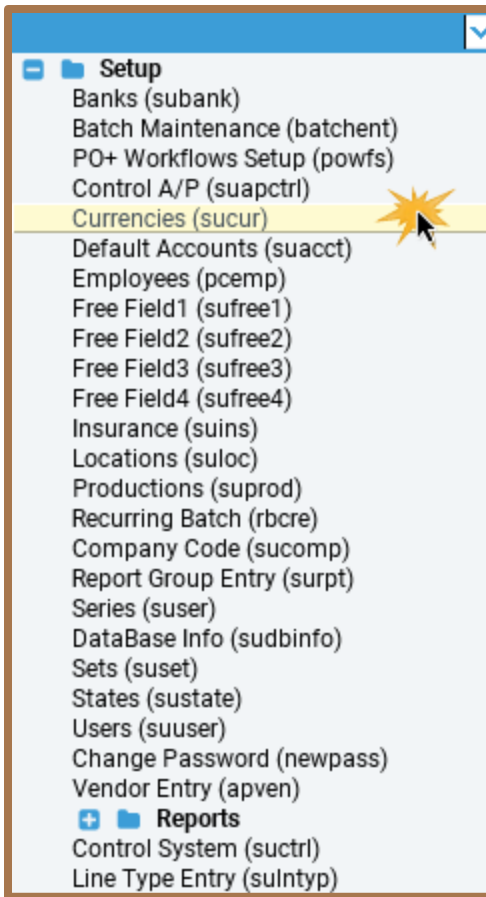 Setup
Banks (subank)
Batch Maintenance (batchent)
PO+ Workflows Setup (powfs)
Control A/P (suapctrl)
Currencies (sucur)
Default Accounts (suacct)
Employees (pcemp)
Free Field1 (sufree1)
Free Field2 (sufree2)
Free Field3 (sufree3)
Free Field4 (sufree4)
Insurance (suins)
Locations (suloc)
Productions (suprod)
Recurring Batch (rbcre)
Company Code (sucomp)
Report Group Entry (surpt)
Series (suser)
DataBase Info (sudbinfo)
Sets (suset)
States (sustate)
Users (suuser)
Change Password (newpass)
Vendor Entry (apven)
Reports
Control System (suctrl)
Line Type Entry (sulntyp)